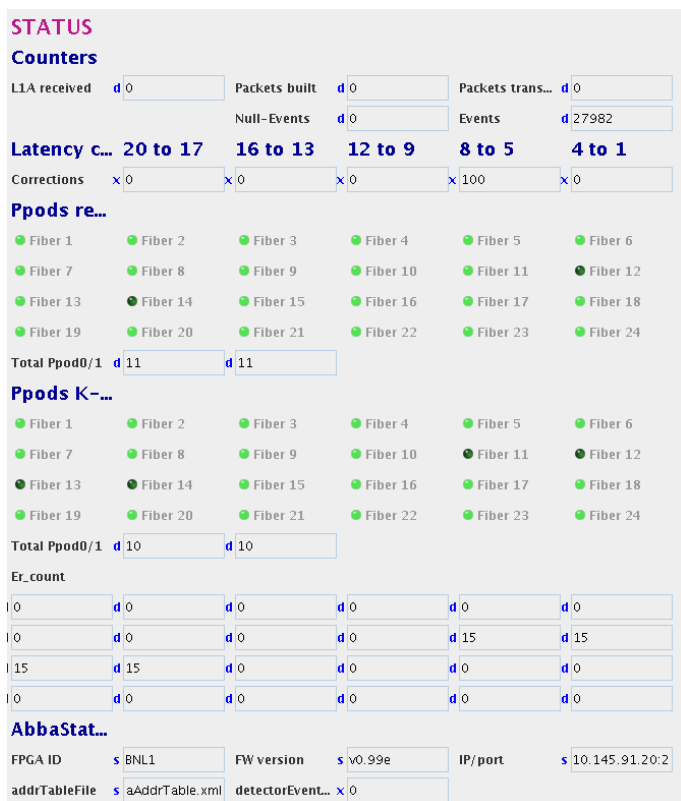 STATUS
Counters
L1A received d 0 Packets built d 0 Packets trans... d 0
Null-Events d 0 Events d 27982
Latency c... 20 to 17 16 to 13 12 to 9 8 to 5 4 to 1
Corrections x 0 x 0 x 0 x 100 x 0
Ppods re...
Fiber 1 Fiber 2 Fiber 3 Fiber 4 Fiber 5 Fiber 6
Fiber 7 Fiber 8 Fiber 9 Fiber 10 Fiber 11 Fiber 12
Fiber 13 Fiber 14 Fiber 15 Fiber 16 Fiber 17 Fiber 18
Fiber 19 Fiber 20 Fiber 21 Fiber 22 Fiber 23 Fiber 24
Total Ppod0/1 d 11 d 11
Ppods K-...
Fiber 1 Fiber 2 Fiber 3 Fiber 4 Fiber 5 Fiber 6
Fiber 7 Fiber 8 Fiber 9 Fiber 10 Fiber 11 Fiber 12
Fiber 13 Fiber 14 Fiber 15 Fiber 16 Fiber 17 Fiber 18
Fiber 19 Fiber 20 Fiber 21 Fiber 22 Fiber 23 Fiber 24
Total Ppod0/1 d 10 d 10
Er_count
0 d 0 d 0 d 0 d 0 d 0
0 d 0 d 0 d 0 d 15 d 15
15 d 15 d 0 d 0 d 0 d 0
0 d 0 d 0 d 0 d 0 d 0
AbbaStat...
FPGA ID s BNL1 FW version s v0.99e IP/port s 10.145.91.20:2
addrTableFile s aAddrTable.xml detectorEvent... x 0